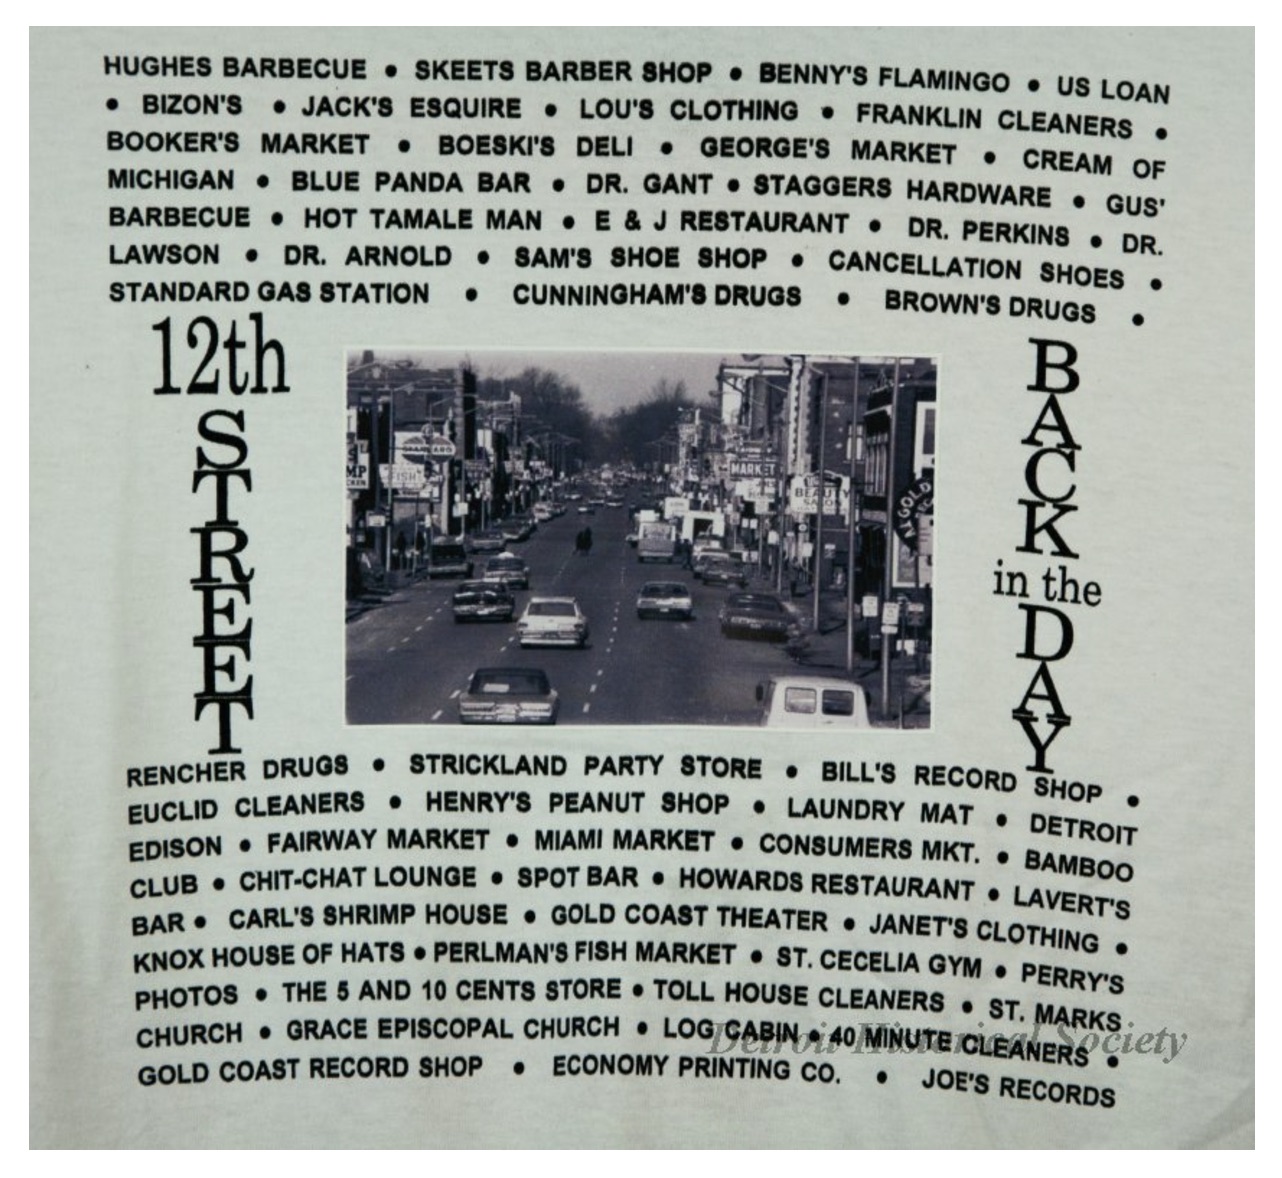 HUGHES BARBECUE • SKEETS BARBER SHOP • BENNY'S FLAMINGO • US LOAN
• BIZON'S • JACK'S ESQUIRE • LOU'S CLOTHING • FRANKLIN CLEANERS •
BOOKER'S MARKET • BOESKI'S DELI • GEORGE'S MARKET • CREAM OF
MICHIGAN • BLUE PANDA BAR • DR. GANT • STAGGERS HARDWARE • GUS'
BARBECUE • HOT TAMALE MAN • E & J RESTAURANT • DR. PERKINS • DR.
LAWSON • DR. ARNOLD • SAM'S SHOE SHOP • CANCELLATION SHOES •
STANDARD GAS STATION • CUNNINGHAM'S DRUGS • BROWN'S DRUGS •
12th
STREET
FISH
MARKET
BEAUTY
GOLD
BACK
in the
DAY
RENCHER DRUGS • STRICKLAND PARTY STORE • BILL'S RECORD SHOP •
EUCLID CLEANERS • HENRY'S PEANUT SHOP • LAUNDRY MAT • DETROIT
EDISON • FAIRWAY MARKET • MIAMI MARKET • CONSUMERS MKT. • BAMBOO
CLUB • CHIT-CHAT LOUNGE • SPOT BAR • HOWARDS RESTAURANT • LAVERT'S
BAR • CARL'S SHRIMP HOUSE • GOLD COAST THEATER • JANET'S CLOTHING •
KNOX HOUSE OF HATS • PERLMAN'S FISH MARKET • ST. CECELIA GYM • PERRY'S
PHOTOS • THE 5 AND 10 CENTS STORE • TOLL HOUSE CLEANERS • ST. MARKS
CHURCH • GRACE EPISCOPAL CHURCH • LOG CABIN • 40 MINUTE CLEANERS •
Detroit Historical Society
GOLD COAST RECORD SHOP • ECONOMY PRINTING CO. • JOE'S RECORDS